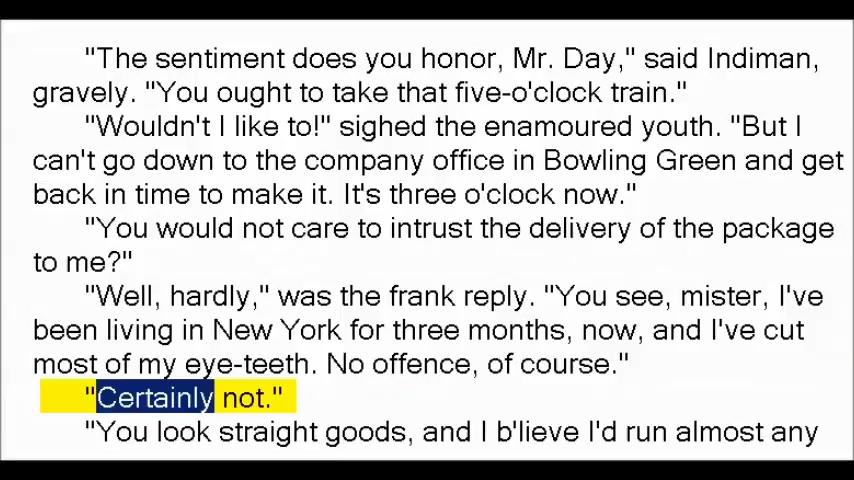 "The sentiment does you honor, Mr. Day," said Indiman,
gravely. "You ought to take that five-o'clock train."
"Wouldn't I like to!" sighed the enamoured youth. "But I
can't go down to the company office in Bowling Green and get
back in time to make it. It's three o'clock now."
"You would not care to intrust the delivery of the package
to me?"
"Well, hardly," was the frank reply. "You see, mister, I've
been living in New York for three months, now, and I've cut
most of my eye-teeth. No offence, of course."
"Certainly not."
"You look straight goods, and I b'lieve I'd run almost any